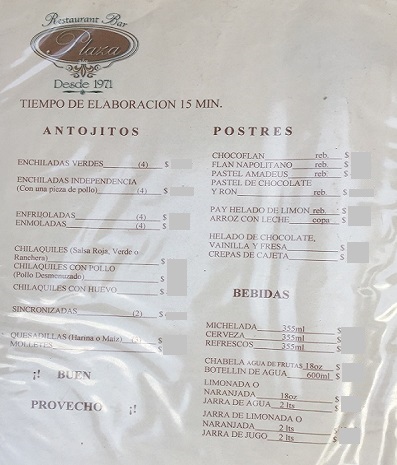 Restaurant Bar
Plaza
Desde 1971
TIEMPO DE ELABORACION 15 MIN.
ANTOJITOS
ENCHILADAS VERDES (4) $
ENCHILADAS INDEPENDENCIA
(Con una pieza de pollo) (4) $
ENFRIJOLADAS (4) $
ENMOLADAS (4) $
CHILAQUILES (Salsa Roja, Verde o
Ranchera) $
CHILAQUILES CON POLLO
(Pollo Desmenuzado) $
CHILAQUILES CON HUEVO $
SINCRONIZADAS (2) $
QUESADILLAS (Harina o Maíz) $
MOLLETES $
¡! BUEN
PROVECHO ¡!
POSTRES
CHOCOFLAN reb. $
FLAN NAPOLITANO reb. $
PASTEL AMADEUS reb. $
PASTEL DE CHOCOLATE
Y RON reb. $
PAY HELADO DE LIMON reb. $
ARROZ CON LECHE copa $
HELADO DE CHOCOLATE,
VAINILLA Y FRESA $
CREPAS DE CAJETA $
BEBIDAS
MICHELADA 355ml $
CERVEZA 355ml $
REFRESCOS 355ml $
CHABELA AGUA DE FRUTAS 18oz $
BOTELLIN DE AGUA 600ml $
LIMONADA O
NARANJADA 18oz $
JARRA DE AGUA 2 lts $
JARRA DE LIMONADA O
NARANJADA 2 lts $
JARRA DE JUGO 2 lts $